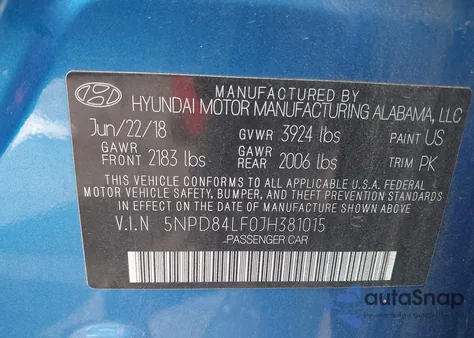 MANUFACTURED BY
HYUNDAI MOTOR MANUFACTURING ALABAMA, LLC
Jun/22/18 GVWR 3924 lbs PAINT US
GAWR FRONT 2183 lbs GAWR REAR 2006 lbs TRIM PK
THIS VEHICLE CONFORMS TO ALL APPLICABLE U.S.A. FEDERAL
MOTOR VEHICLE SAFETY, BUMPER, AND THEFT PREVENTION STANDARDS
IN EFFECT ON THE DATE OF MANUFACTURE SHOWN ABOVE.
V.I.N 5NPD84LF0JH381015
PASSENGER CAR
autoSnap